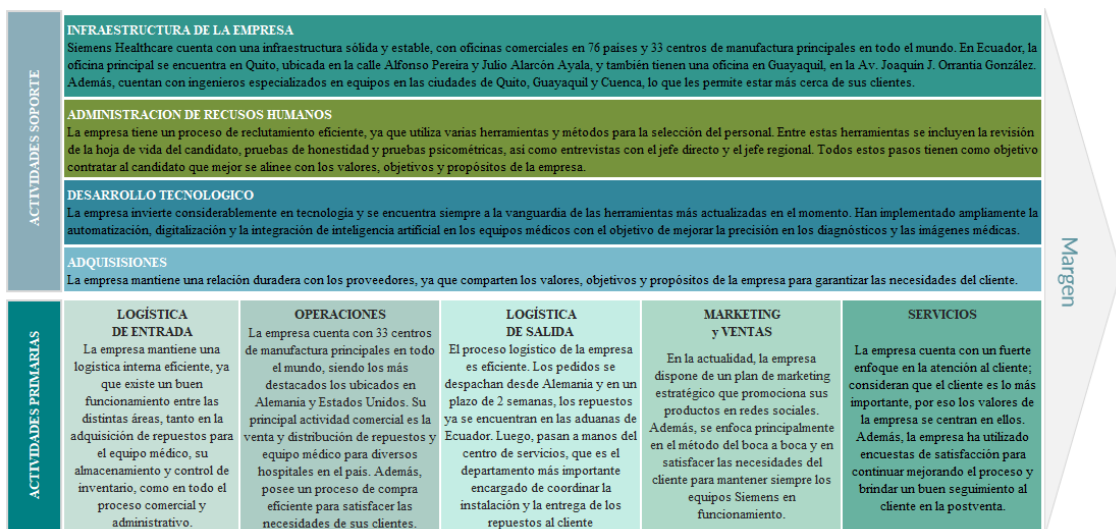 ACTIVIDADES SOPORTE
INFRAESTRUCTURA DE LA EMPRESA
Siemens Healthcare cuenta con una infraestructura sólida y estable, con oficinas comerciales en 76 países y 33 centros de manufactura principales en todo el mundo. En Ecuador, la
oficina principal se encuentra en Quito, ubicada en la calle Alfonso Pereira y Julio Alarcón Ayala, y también tienen una oficina en Guayaquil, en la Av. Joaquin J. Orrantia González.
Además, cuentan con ingenieros especializados en equipos en las ciudades de Quito, Guayaquil y Cuenca, lo que les permite estar más cerca de sus clientes.
ADMINISTRACION DE RECUSOS HUMANOS
La empresa tiene un proceso de reclutamiento eficiente, ya que utiliza varias herramientas y métodos para la selección del personal. Entre estas herramientas se incluyen la revisión
de la hoja de vida del candidato, pruebas de honestidad y pruebas psicométricas, así como entrevistas con el jefe directo y el jefe regional. Todos estos pasos tienen como objetivo
contratar al candidato que mejor se alinee con los valores, objetivos y propósitos de la empresa.
DESARROLLO TECNOLOGICO
La empresa invierte considerablemente en tecnología y se encuentra siempre a la vanguardia de las herramientas más actualizadas en el momento. Han implementado ampliamente la
automatización, digitalización y la integración de inteligencia artificial en los equipos médicos con el objetivo de mejorar la precisión en los diagnósticos y las imágenes médicas.
ADQUISISIONES
La empresa mantiene una relación duradera con los proveedores, ya que comparten los valores, objetivos y propósitos de la empresa para garantizar las necesidades del cliente.
Margen
ACTIVIDADES PRIMARIAS
LOGÍSTICA
DE ENTRADA
La empresa mantiene una
logística interna eficiente, ya
que existe un buen
funcionamiento entre las
distintas áreas, tanto en la
adquisición de repuestos para
el equipo médico, su
almacenamiento y control de
inventario, como en todo el
proceso comercial y
administrativo.
OPERACIONES
La empresa cuenta con 33 centros
de manufactura principales en todo
el mundo, siendo los más
destacados los ubicados en
Alemania y Estados Unidos. Su
principal actividad comercial es la
venta y distribución de repuestos y
equipo médico para diversos
hospitales en el país. Además,
posee un proceso de compra
eficiente para satisfacer las
necesidades de sus clientes.
LOGÍSTICA
DE SALIDA
El proceso logístico de la empresa
es eficiente. Los pedidos se
despachan desde Alemania y en un
plazo de 2 semanas, los repuestos
ya se encuentran en las aduanas de
Ecuador. Luego, pasan a manos del
centro de servicios, que es el
departamento más importante
encargado de coordinar la
instalación y la entrega de los
repuestos al cliente
MARKETING
y VENTAS
En la actualidad, la empresa
dispone de un plan de marketing
estratégico que promociona sus
productos en redes sociales.
Además, se enfoca principalmente
en el método del boca a boca y en
satisfacer las necesidades del
cliente para mantener siempre los
equipos Siemens en
funcionamiento.
SERVICIOS
La empresa cuenta con un fuerte
enfoque en la atención al cliente;
consideran que el cliente es lo más
importante, por eso los valores de
la empresa se centran en ellos.
Además, la empresa ha utilizado
encuestas de satisfacción para
continuar mejorando el proceso y
brindar un buen seguimiento al
cliente en la postventa.